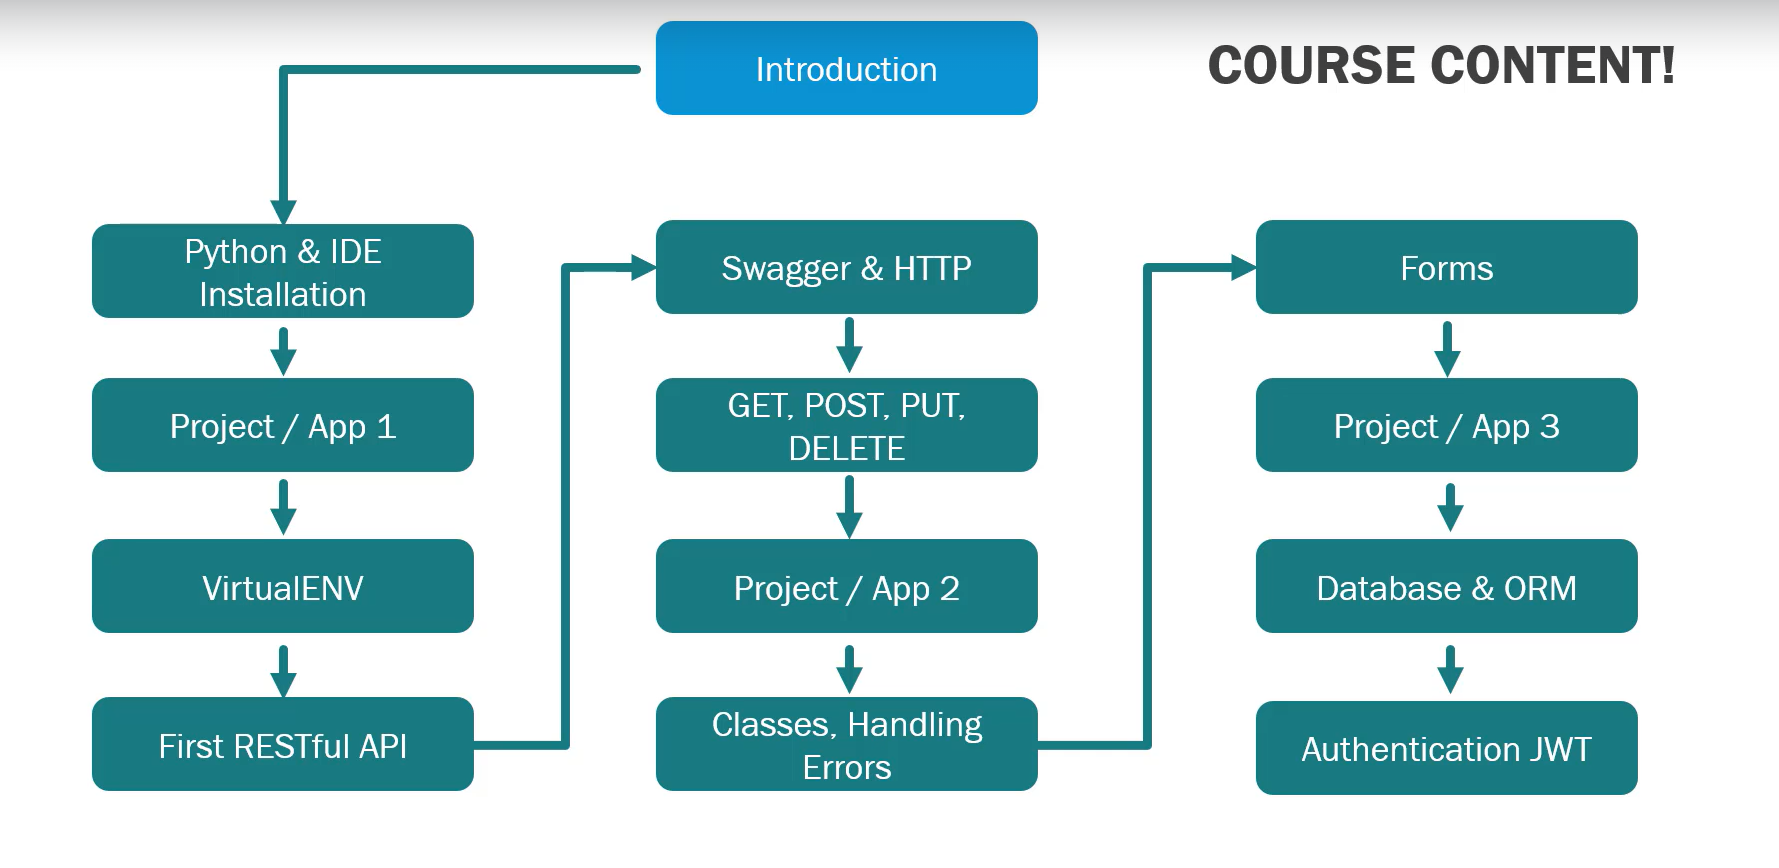 Introduction
COURSE CONTENT!
Python & IDE
Installation
Project / App 1
VirtualENV
First RESTful API
Swagger & HTTP
GET, POST, PUT,
DELETE
Project / App 2
Classes, Handling
Errors
Forms
Project / App 3
Database & ORM
Authentication JWT